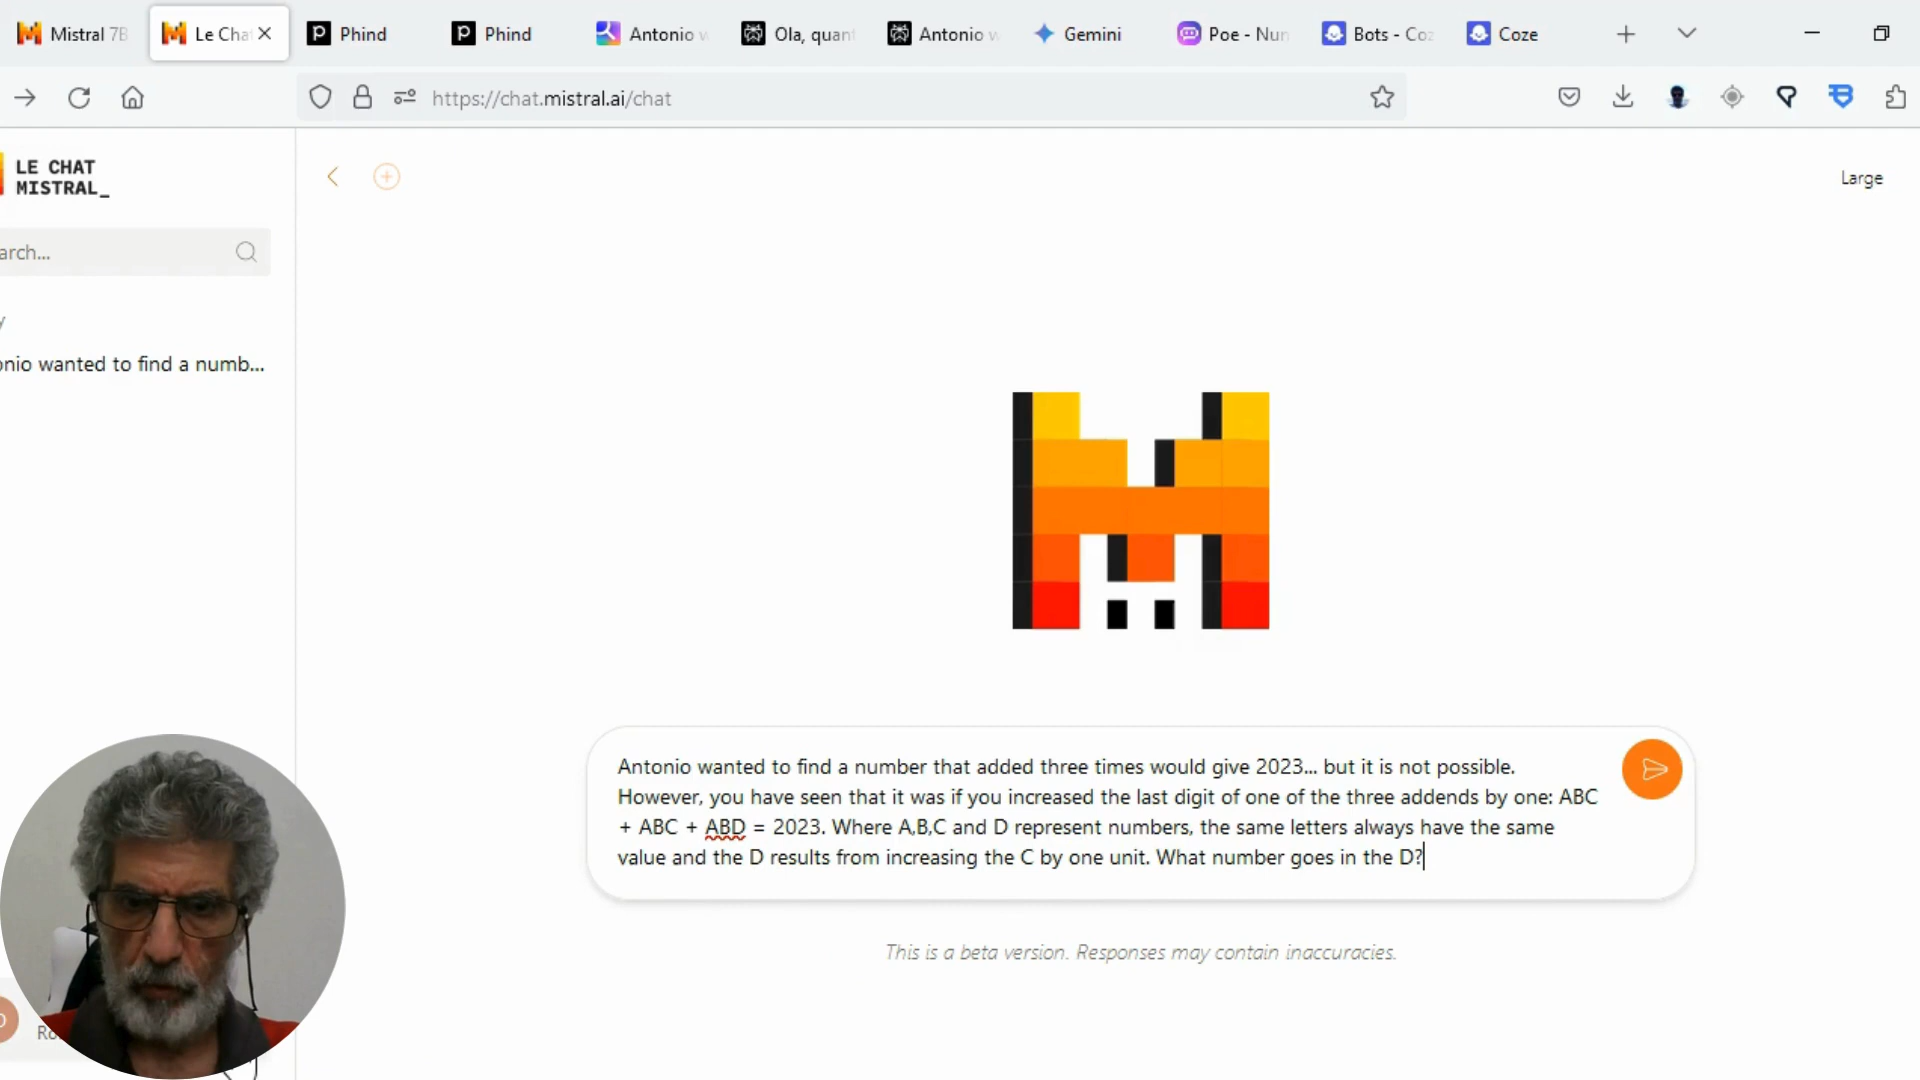 Mistral 7B
Le Cha
Phind
Phind
Antonio w
Ola, quan
Antonio w
Gemini
Poe - Nun
Bots - Coz
Coze
https://chat.mistral.ai/chat
LE CHAT
MISTRAL_
Large
arch...
onio wanted to find a numb...
Antonio wanted to find a number that added three times would give 2023... but it is not possible.
However, you have seen that it was if you increased the last digit of one of the three addends by one: ABC
+ ABC + ABD = 2023. Where A,B,C and D represent numbers, the same letters always have the same
value and the D results from increasing the C by one unit. What number goes in the D?
This is a beta version. Responses may contain inaccuracies.